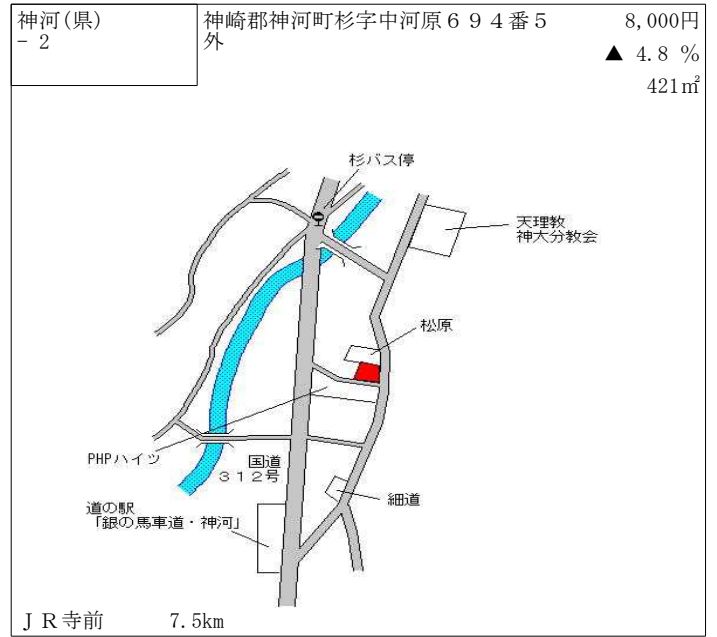 神河(県)
- 2
神崎郡神河町杉字中河原６９４番５
外
8,000円
▲ 4.8 %
421㎡
杉バス停
天理教
神大分教会
松原
PHPハイツ
国道
３１２号
細道
道の駅
「銀の馬車道・神河」
ＪＲ寺前 7.5km